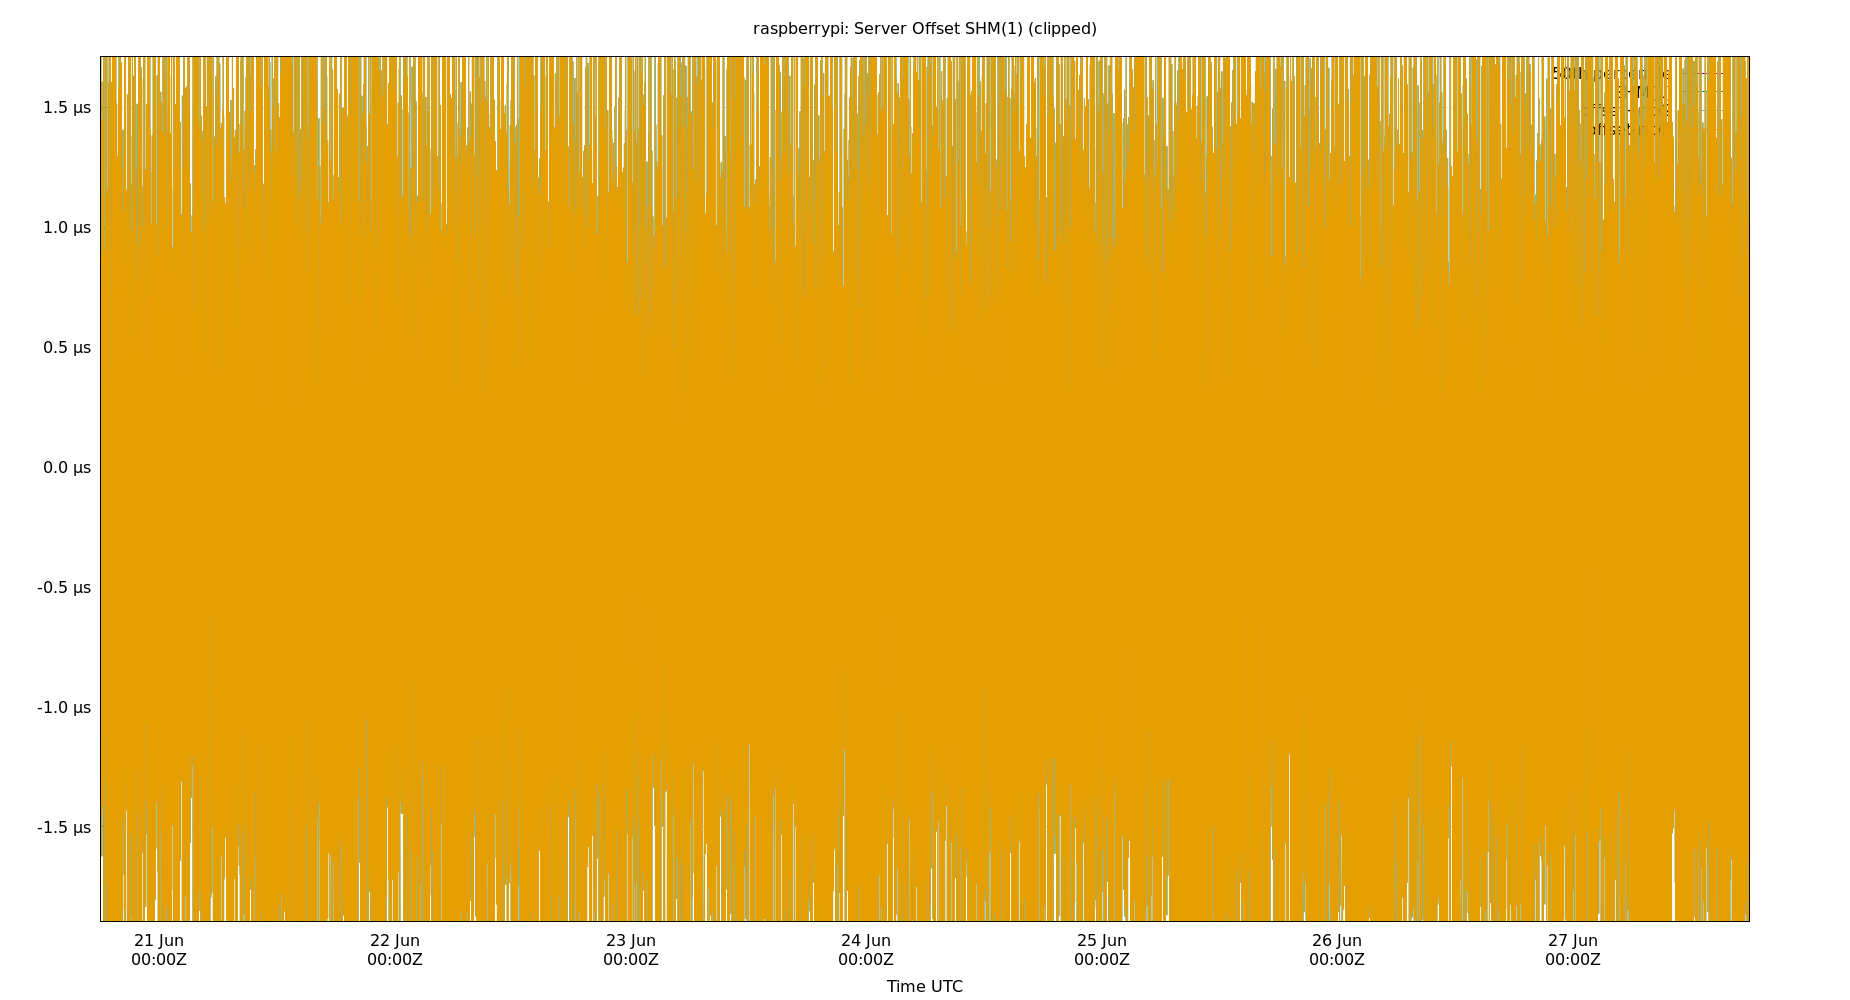 raspberrypi: Server Offset SHM(1) (clipped)
1.5 µs
1.0 µs
0.5 µs
0.0 µs
-0.5 µs
-1.0 µs
-1.5 µs
21 Jun 22 Jun 23 Jun 24 Jun 25 Jun 26 Jun 27 Jun
00:00Z 00:00Z 00:00Z 00:00Z 00:00Z 00:00Z 00:00Z
Time UTC